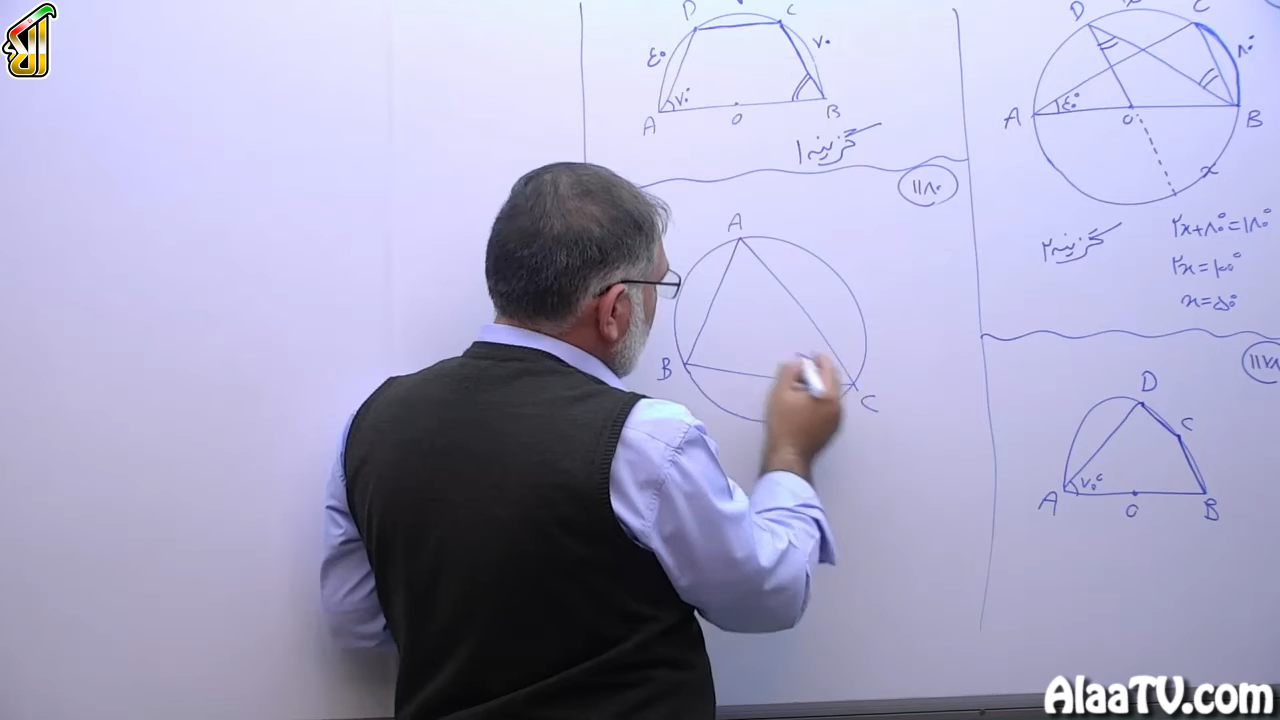 D C
۴۰° ۷۰
۷۰°
A O B
گزینه ۱
D C
۸۰°
۴۰°
A O B
x
گزینه ۲
۲x+۸۰°=۱۸۰°
۲x=۱۰۰°
x=۵۰°
۱۱۸۰
A
B
C
۱۱۷۸
D
C
۷۰°
A O B
AlaaTV.com